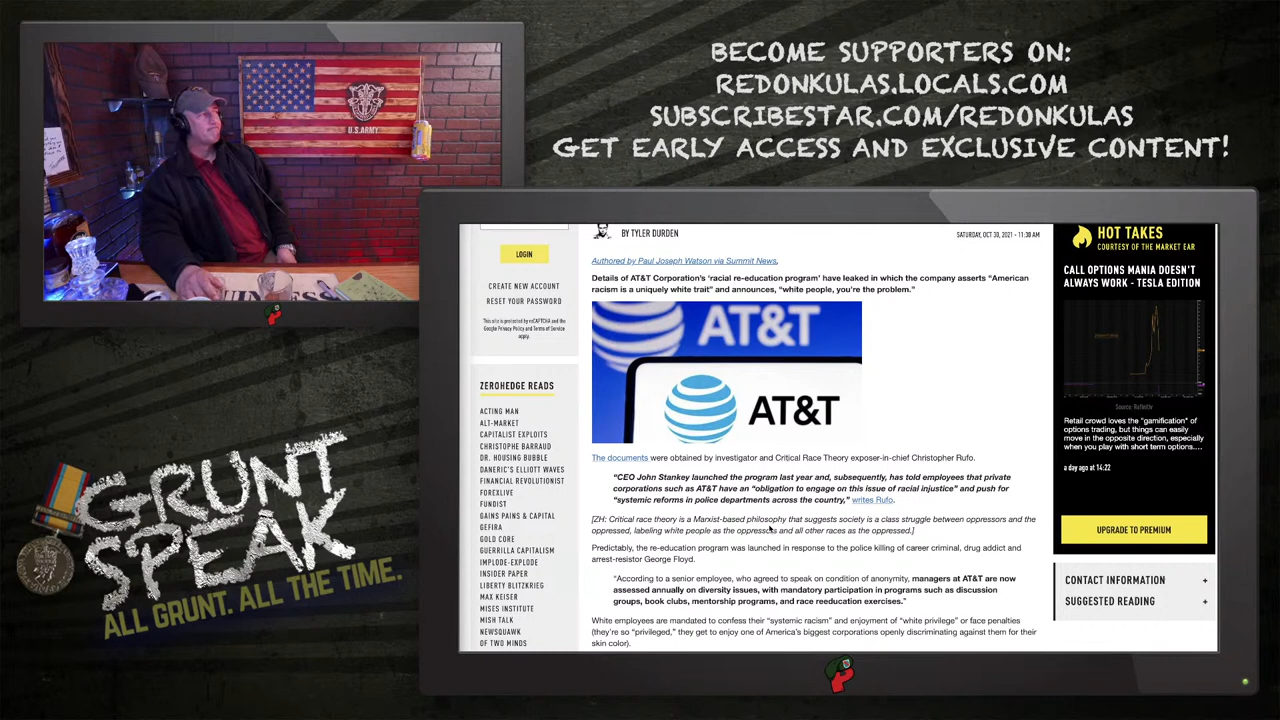 BECOME SUPPORTERS ON:
REDONKULAS.LOCALS.COM
SUBSCRIBESTAR.COM/REDONKULAS
GET EARLY ACCESS AND EXCLUSIVE CONTENT!
U.S. ARMY
GRUNT
SPEAK
ALL GRUNT. ALL THE TIME.
LOGIN
CREATE NEW ACCOUNT
RESET YOUR PASSWORD
This site is protected by reCAPTCHA and the
Google Privacy Policy and Terms of Service
apply.
ZEROHEDGE READS
ACTING MAN
ALT-MARKET
CAPITALIST EXPLOITS
CHRISTOPHE BARRAUD
DR. HOUSING BUBBLE
DANERIC'S ELLIOTT WAVES
FINANCIAL REVOLUTIONIST
FOREXLIVE
FUNDIST
GAINS PAINS & CAPITAL
GEFIRA
GOLD CORE
GUERRILLA CAPITALISM
IMPLODE-EXPLODE
INSIDER PAPER
LIBERTY BLITZKRIEG
MAX KEISER
MISES INSTITUTE
MISH TALK
NEWSQUAWK
OF TWO MINDS
BY TYLER DURDEN
SATURDAY, OCT 30, 2021 - 11:30 AM
Authored by Paul Joseph Watson via Summit News,
Details of AT&T Corporation's 'racial re-education program' have leaked in which the company asserts "American
racism is a uniquely white trait" and announces, "white people, you're the problem."
AT&T
AT&T
The documents were obtained by investigator and Critical Race Theory exposer-in-chief Christopher Rufo.
"CEO John Stankey launched the program last year and, subsequently, has told employees that private
corporations such as AT&T have an "obligation to engage on this issue of racial injustice" and push for
"systemic reforms in police departments across the country," writes Rufo.
[ZH: Critical race theory is a Marxist-based philosophy that suggests society is a class struggle between oppressors and the
oppressed, labeling white people as the oppressors and all other races as the oppressed.]
Predictably, the re-education program was launched in response to the police killing of career criminal, drug addict and
arrest-resistor George Floyd.
"According to a senior employee, who agreed to speak on condition of anonymity, managers at AT&T are now
assessed annually on diversity issues, with mandatory participation in programs such as discussion
groups, book clubs, mentorship programs, and race reeducation exercises."
White employees are mandated to confess their "systemic racism" and enjoyment of "white privilege" or face penalties
(they're so "privileged," they get to enjoy one of America's biggest corporations openly discriminating against them for their
skin color).
HOT TAKES
COURTESY OF THE MARKET EAR
CALL OPTIONS MANIA DOESN'T
ALWAYS WORK - TESLA EDITION
Source: Refinitiv
Retail crowd loves the "gamification" of
options trading, but things can easily
move in the opposite direction, especially
when you play with short term options....
a day ago at 14:22
UPGRADE TO PREMIUM
CONTACT INFORMATION +
SUGGESTED READING +